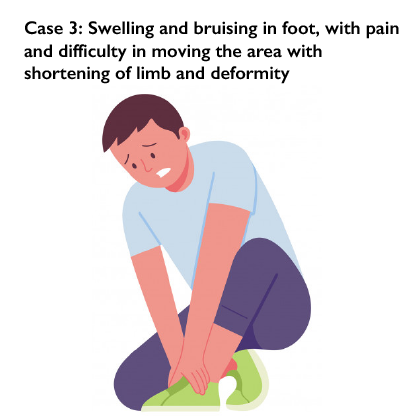 Case 3: Swelling and bruising in foot, with pain
and difficulty in moving the area with
shortening of limb and deformity